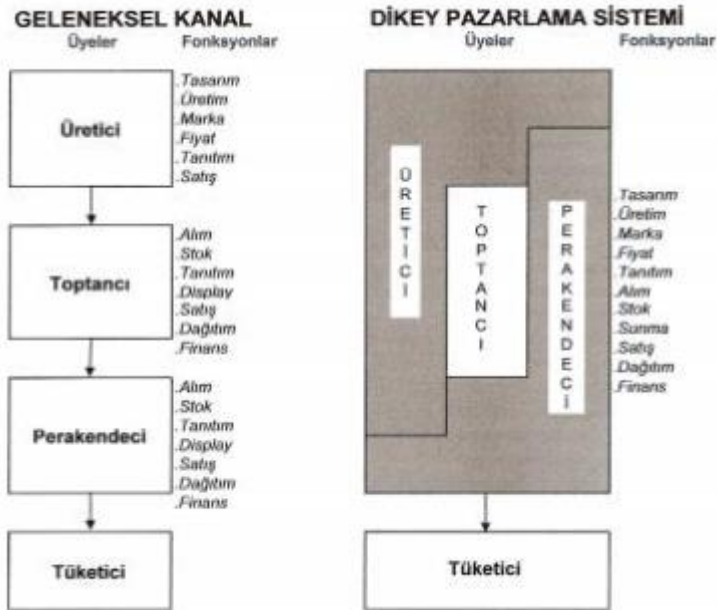 GELENEKSEL KANAL
Üyeler Fonksyonlar
Üretici
.Tasarım
.Üretim
.Marka
.Fiyat
.Tanıtım
.Satış
Toptancı
.Alım
.Stok
.Tanıtım
.Display
.Satış
.Dağıtım
.Finans
Perakendeci
.Alım
.Stok
.Tanıtım
.Display
.Satış
.Dağıtım
.Finans
Tüketici
DİKEY PAZARLAMA SİSTEMİ
Üyeler Fonksyonlar
ÜRETİCİ
TOPTANCI
PERAKENDECİ
.Tasarım
.Üretim
.Marka
.Fiyat
.Tanıtım
.Alım
.Stok
.Sunma
.Satış
.Dağıtım
.Finans
Tüketici